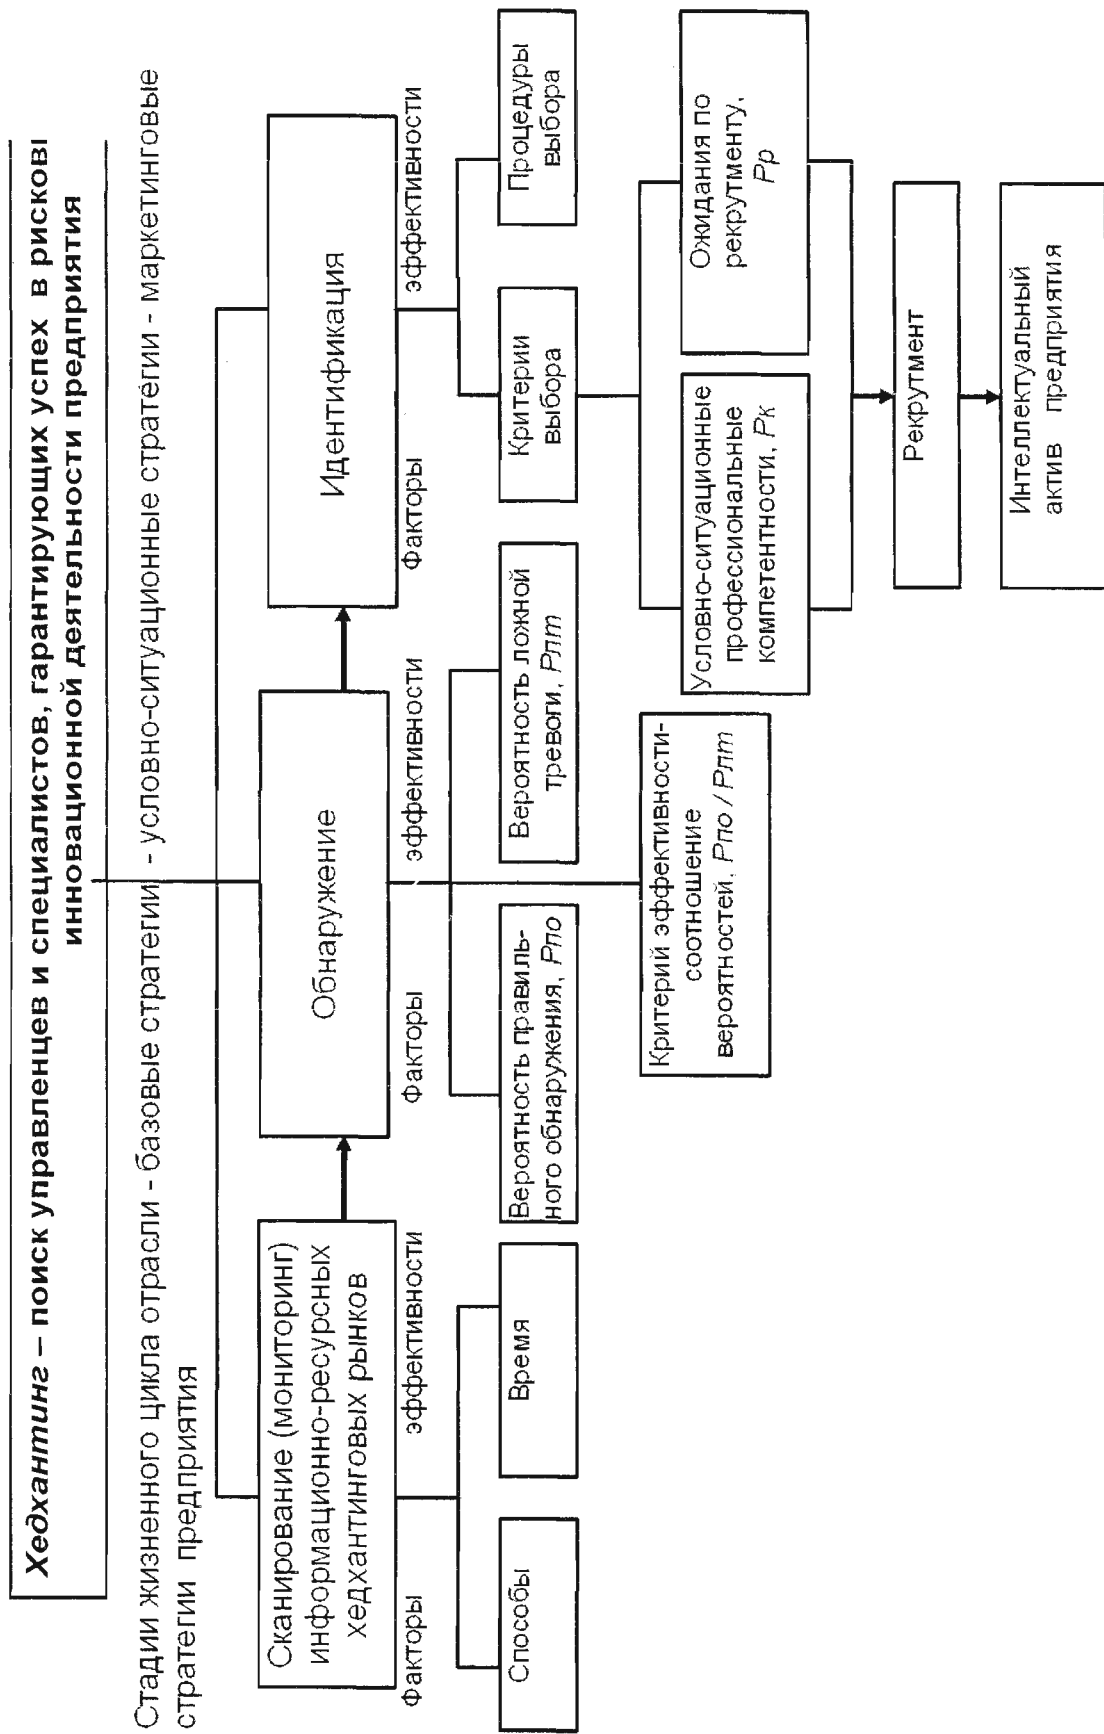 Хедхантинг – поиск управленцев и специалистов, гарантирующих успех в рисковi
инновационной деятельности предприятия
Стадии жизненного цикла отрасли - базовые стратегии - условно-ситуационные стратегии - маркетинговые
стратегии предприятия
Сканирование (мониторинг)
информационно-ресурсных
хедхантинговых рынков
Обнаружение
Идентификация
Факторы эффективности
Факторы эффективности
Факторы эффективности
Способы
Время
Вероятность правиль-
ного обнаружения, Рпо
Вероятность ложной
тревоги, Рлт
Критерии
выбора
Процедуры
выбора
Критерий эффективности-
соотношение
вероятностей, Рпо / Рлт
Условно-ситуационные
профессиональные
компетентности, Рк
Ожидания по
рекрутменту,
Рр
Рекрутмент
Интеллектуальный
актив предприятия